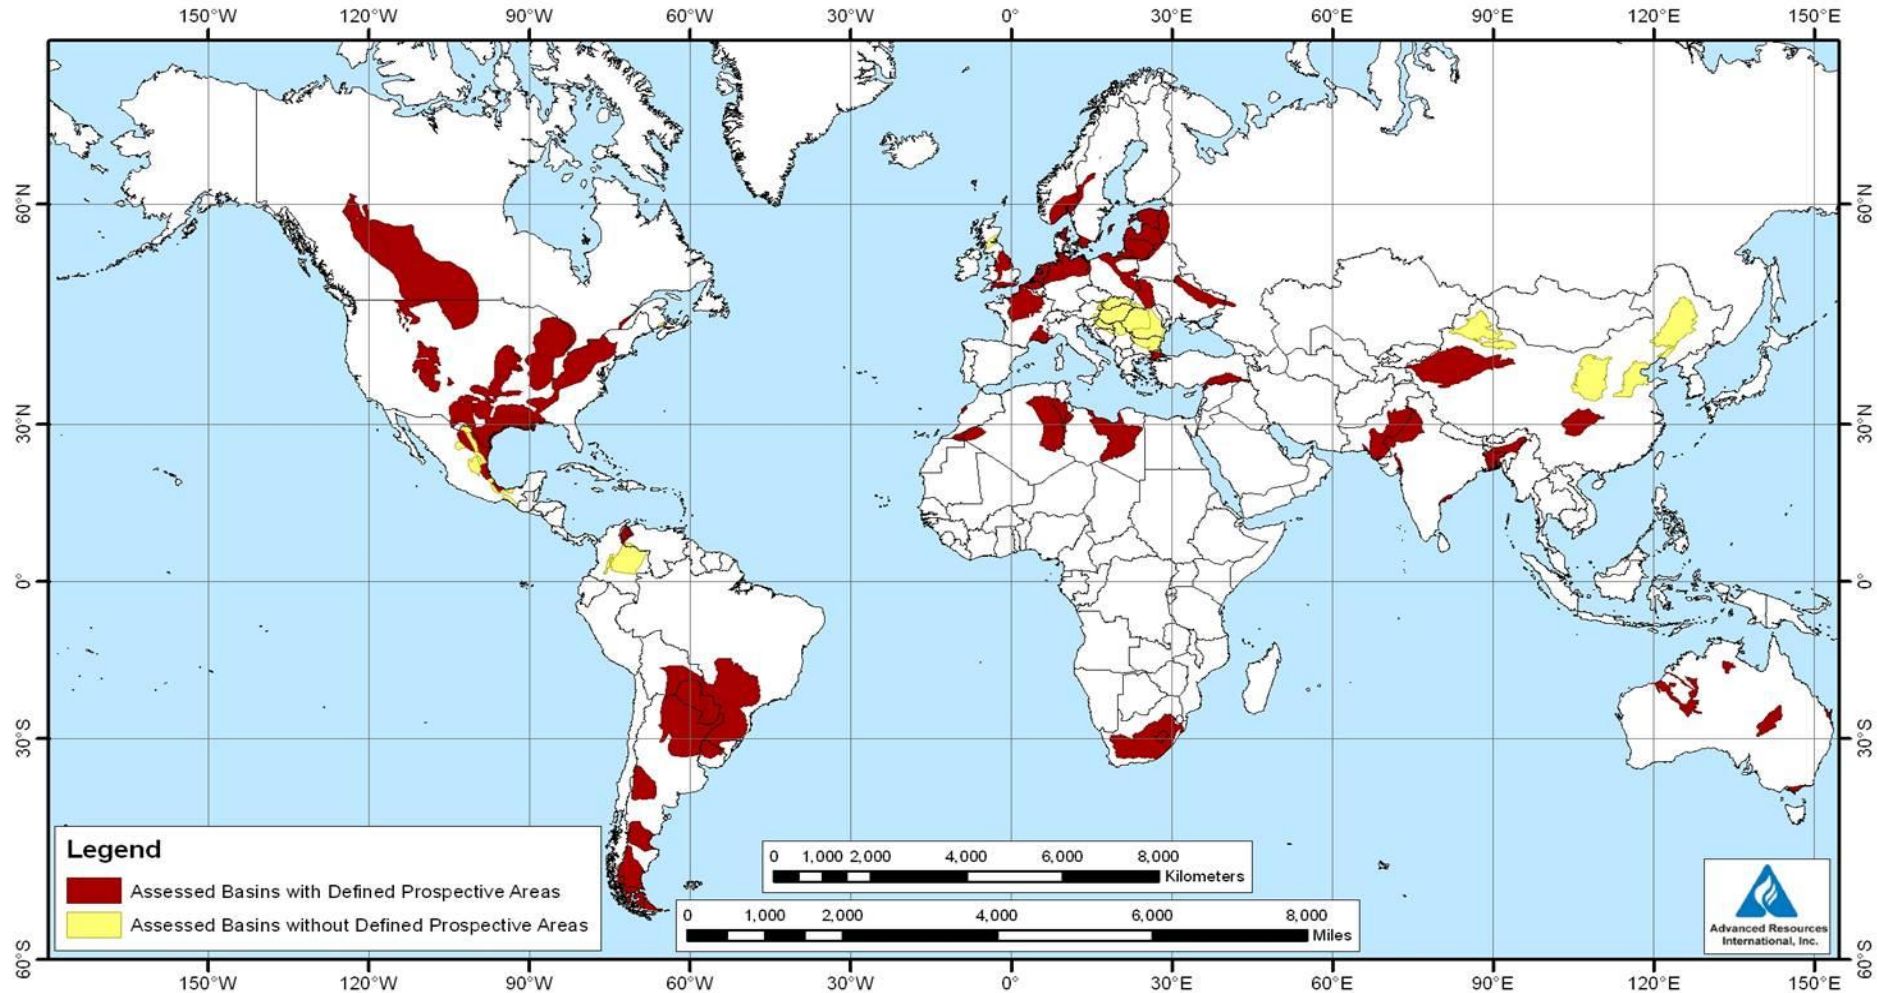 150°W 120°W 90°W 60°W 30°W 0° 30°E 60°E 90°E 120°E 150°E
60°N 60°N
30°N 30°N
0° 0°
30°S 30°S
Legend
Assessed Basins with Defined Prospective Areas
Assessed Basins without Defined Prospective Areas
0 1,000 2,000 4,000 6,000 8,000
Kilometers
0 1,000 2,000 4,000 6,000 8,000
Miles
Advanced Resources
International, Inc.
60°S 60°S
150°W 120°W 90°W 60°W 30°W 0° 30°E 60°E 90°E 120°E 150°E